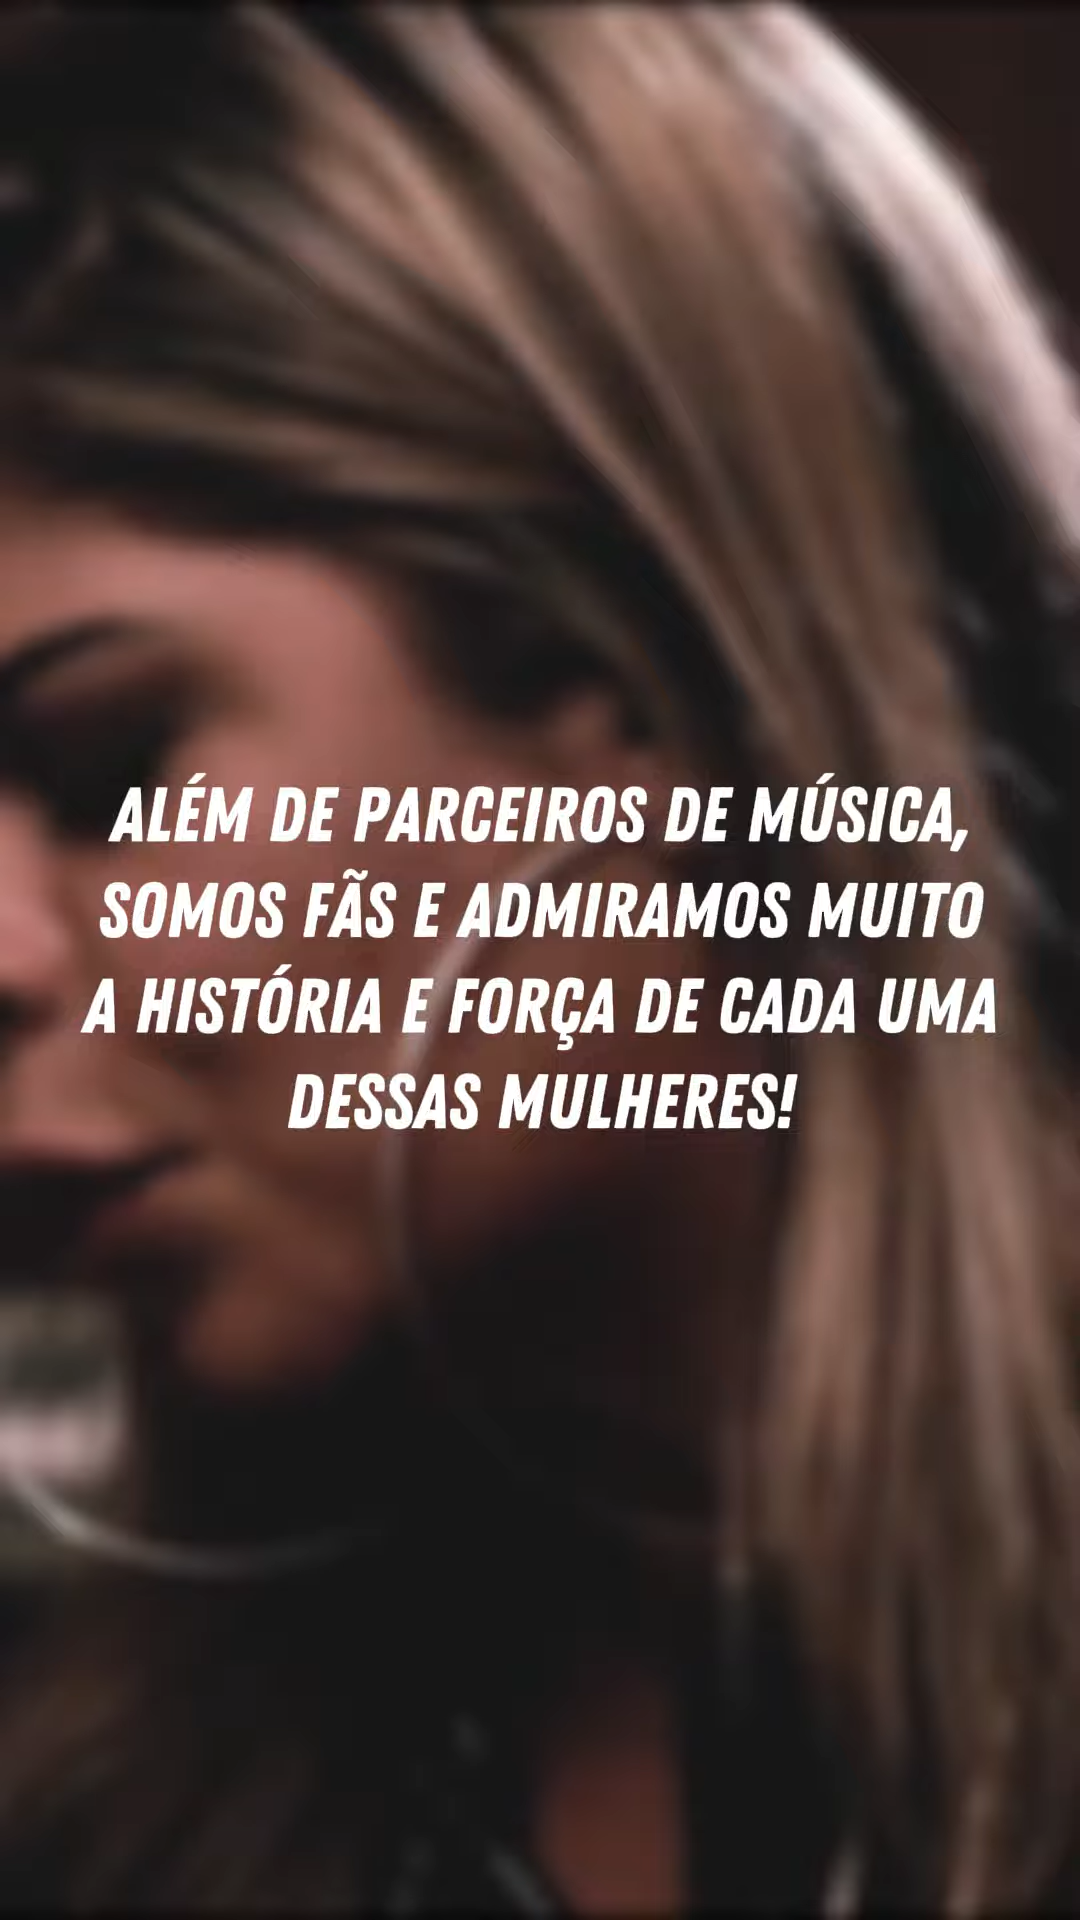 ALÉM DE PARCEIROS DE MÚSICA,
SOMOS FÃS E ADMIRAMOS MUITO
A HISTÓRIA E FORÇA DE CADA UMA
DESSAS MULHERES!